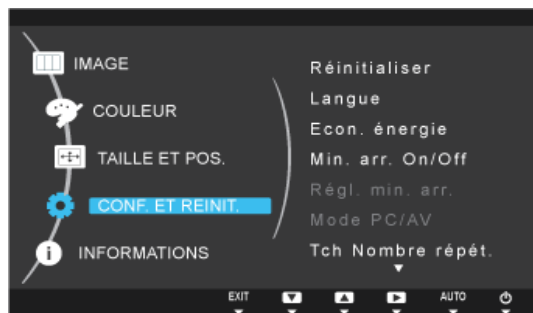 IMAGE
COULEUR
TAILLE ET POS.
CONF. ET REINIT.
INFORMATIONS
Réinitialiser
Langue
Econ. énergie
Min. arr. On/Off
Régl. min. arr.
Mode PC/AV
Tch Nombre répét.
EXIT
AUTO